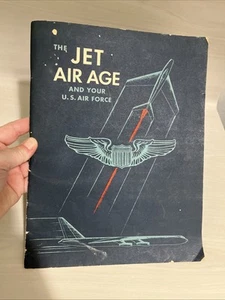 THE
JET
AIR AGE
AND YOUR
U.S. AIR FORCE